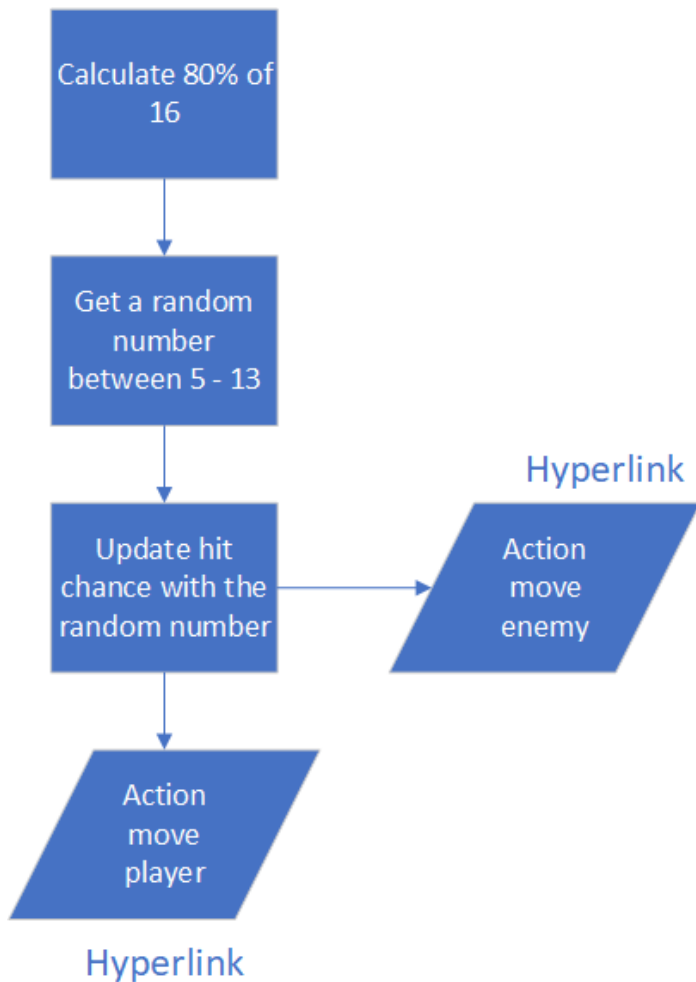 Calculate 80% of
16
Get a random
number
between 5 - 13
Update hit
chance with the
random number
Hyperlink
Action
move
enemy
Action
move
player
Hyperlink